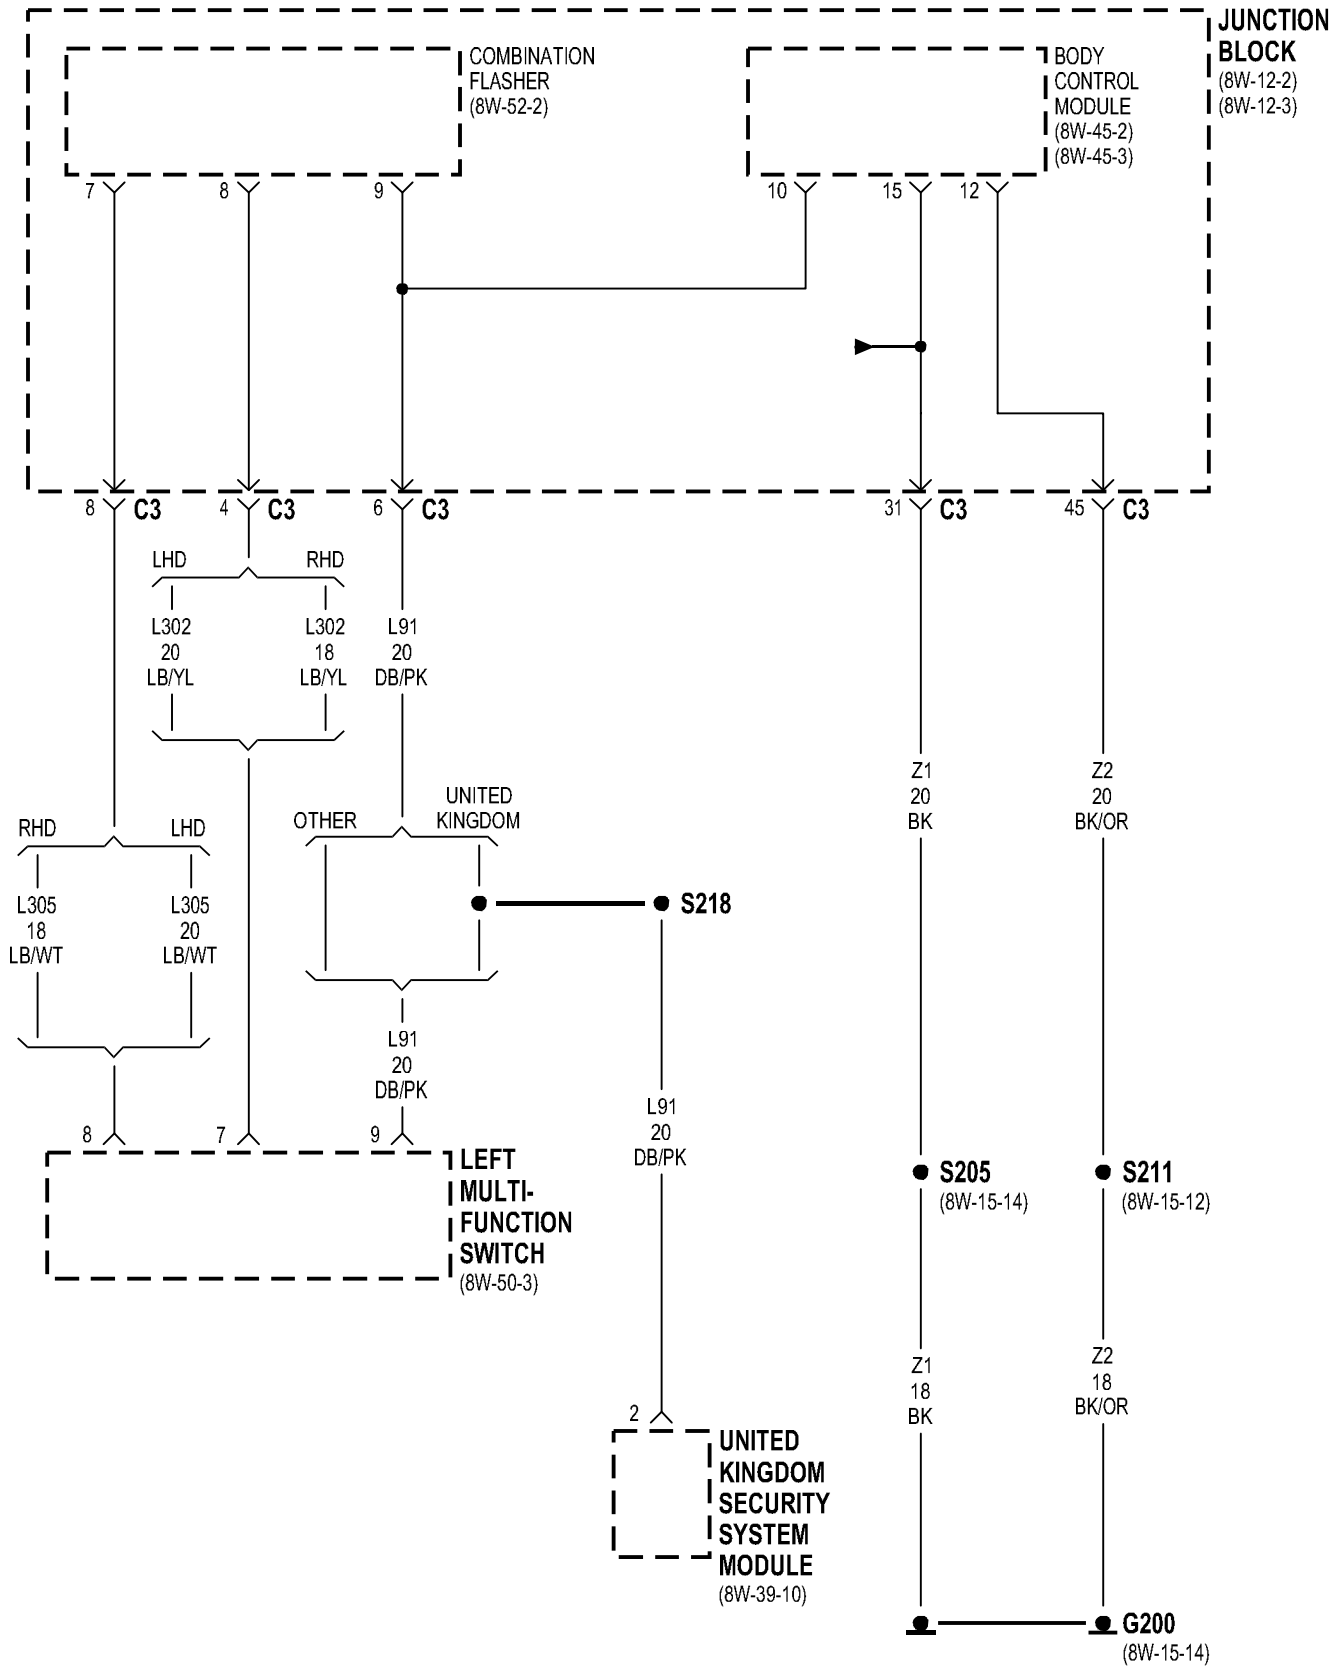 JUNCTION
BLOCK
(8W-12-2)
(8W-12-3)
COMBINATION
FLASHER
(8W-52-2)
BODY
CONTROL
MODULE
(8W-45-2)
(8W-45-3)
7
8
9
10
15
12
8
C3
4
C3
6
C3
31
C3
45
C3
LHD
RHD
L302
20
LB/YL
L302
18
LB/YL
L91
20
DB/PK
Z1
20
BK
Z2
20
BK/OR
RHD
LHD
OTHER
UNITED
KINGDOM
L305
18
LB/WT
L305
20
LB/WT
S218
L91
20
DB/PK
L91
20
DB/PK
8
7
9
LEFT
MULTI-
FUNCTION
SWITCH
(8W-50-3)
S205
(8W-15-14)
S211
(8W-15-12)
Z1
18
BK
Z2
18
BK/OR
2
UNITED
KINGDOM
SECURITY
SYSTEM
MODULE
(8W-39-10)
G200
(8W-15-14)